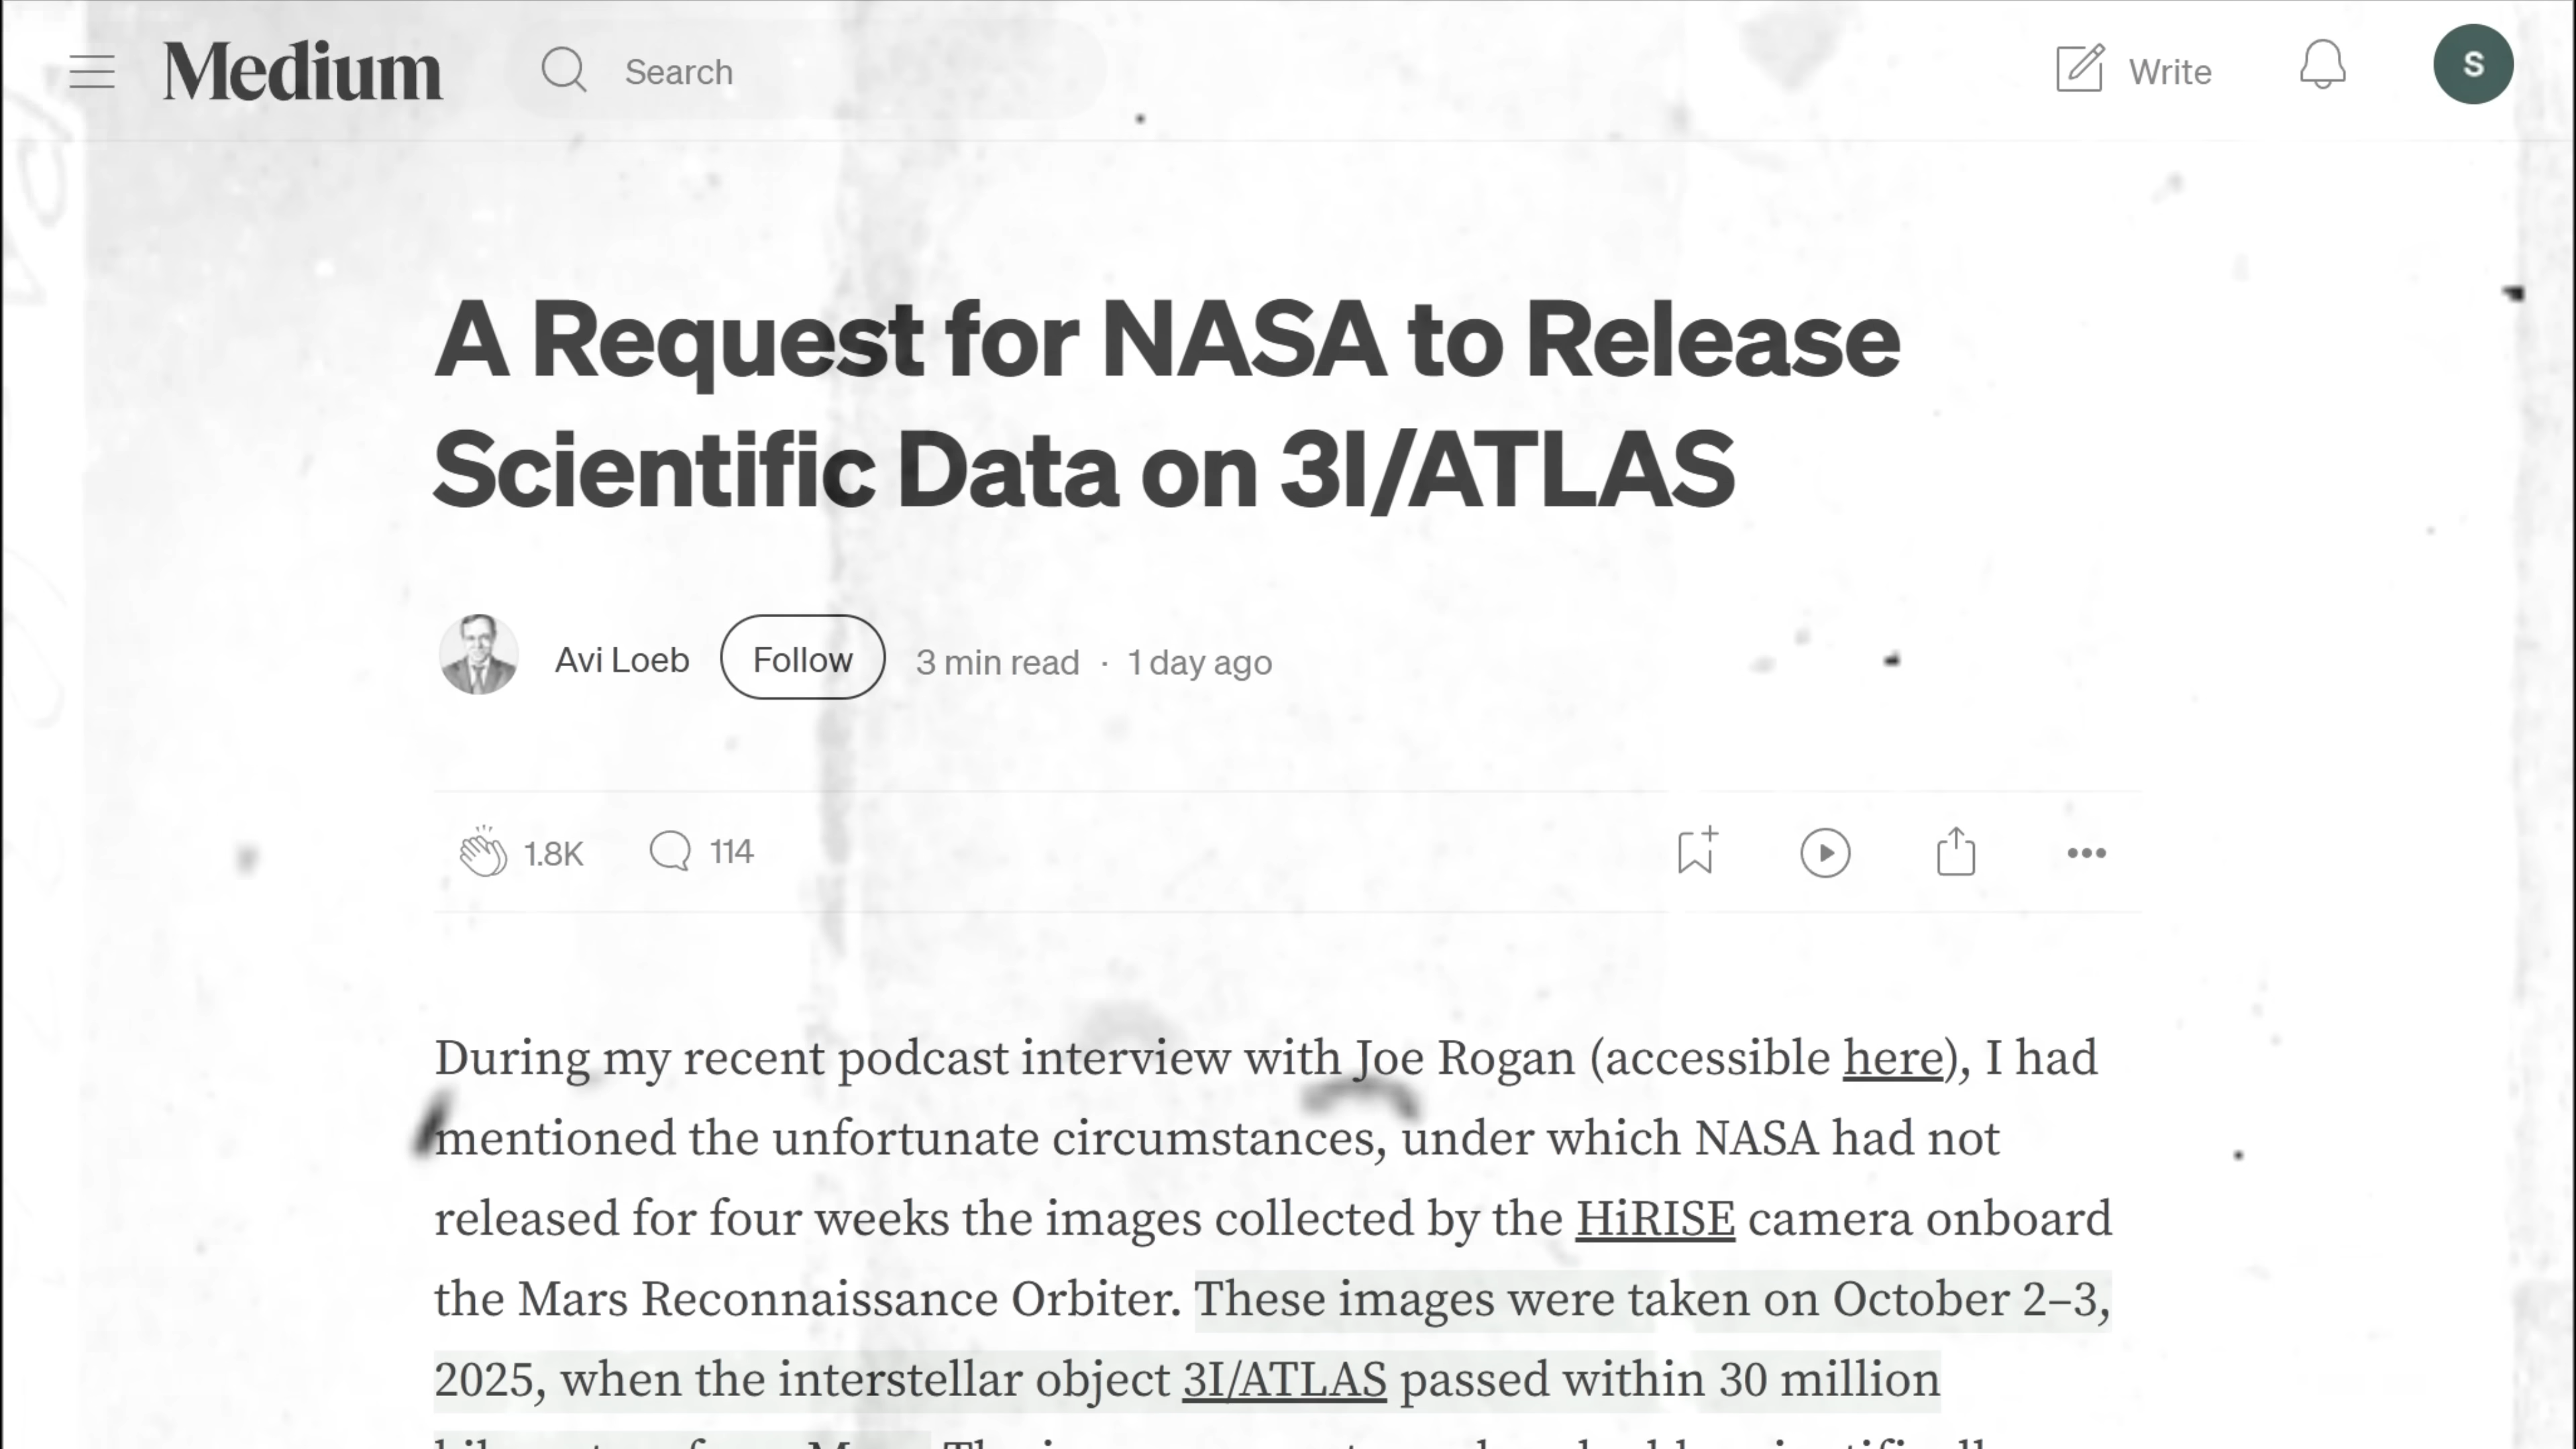 Medium
Search
Write
S
A Request for NASA to Release
Scientific Data on 3I/ATLAS
Avi Loeb
Follow
3 min read · 1 day ago
1.8K
114
During my recent podcast interview with Joe Rogan (accessible here), I had
mentioned the unfortunate circumstances, under which NASA had not
released for four weeks the images collected by the HiRISE camera onboard
the Mars Reconnaissance Orbiter. These images were taken on October 2–3,
2025, when the interstellar object 3I/ATLAS passed within 30 million